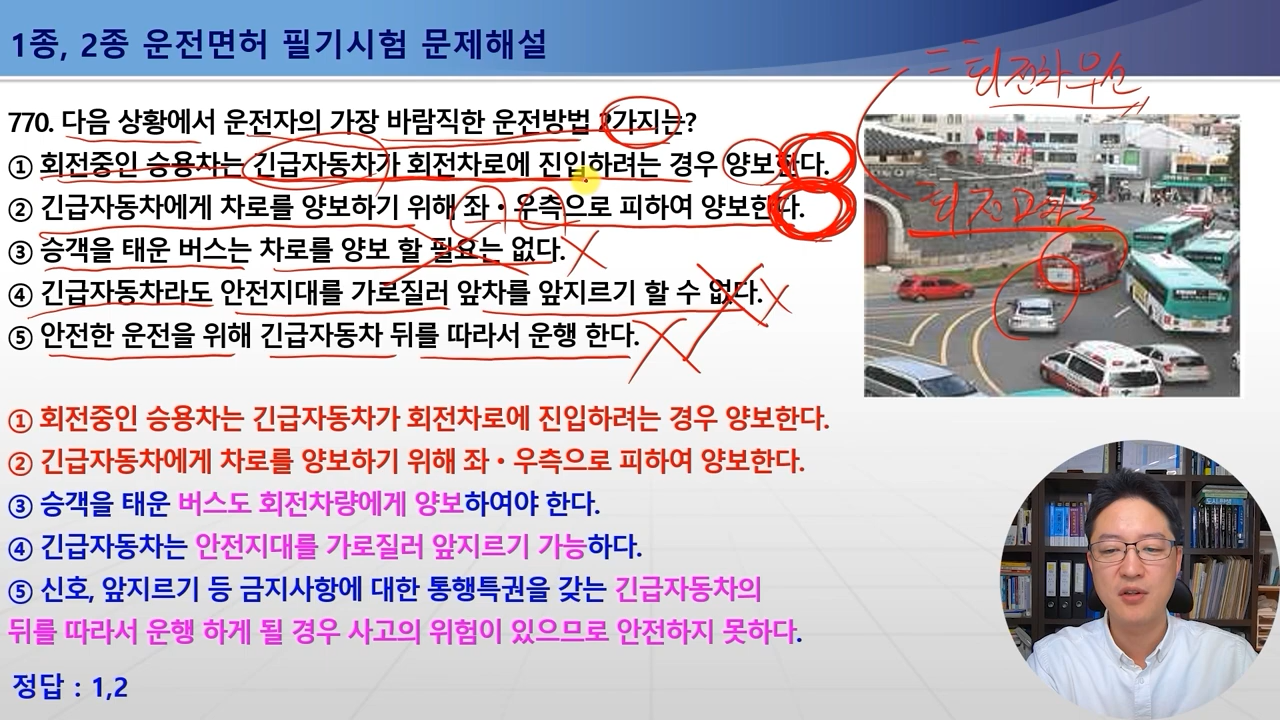 1종, 2종 운전면허 필기시험 문제해설
= 회전차 우선
770. 다음 상황에서 운전자의 가장 바람직한 운전방법 2가지는?
① 회전중인 승용차는 긴급자동차가 회전차로에 진입하려는 경우 양보한다.
② 긴급자동차에게 차로를 양보하기 위해 좌・우측으로 피하여 양보한다.
회전교차로
③ 승객을 태운 버스는 차로를 양보 할 필요는 없다.
④ 긴급자동차라도 안전지대를 가로질러 앞차를 앞지르기 할 수 없다.
⑤ 안전한 운전을 위해 긴급자동차 뒤를 따라서 운행 한다.
① 회전중인 승용차는 긴급자동차가 회전차로에 진입하려는 경우 양보한다.
② 긴급자동차에게 차로를 양보하기 위해 좌・우측으로 피하여 양보한다.
③ 승객을 태운 버스도 회전차량에게 양보하여야 한다.
④ 긴급자동차는 안전지대를 가로질러 앞지르기 가능하다.
⑤ 신호, 앞지르기 등 금지사항에 대한 통행특권을 갖는 긴급자동차의
뒤를 따라서 운행 하게 될 경우 사고의 위험이 있으므로 안전하지 못하다.
정답 : 1,2